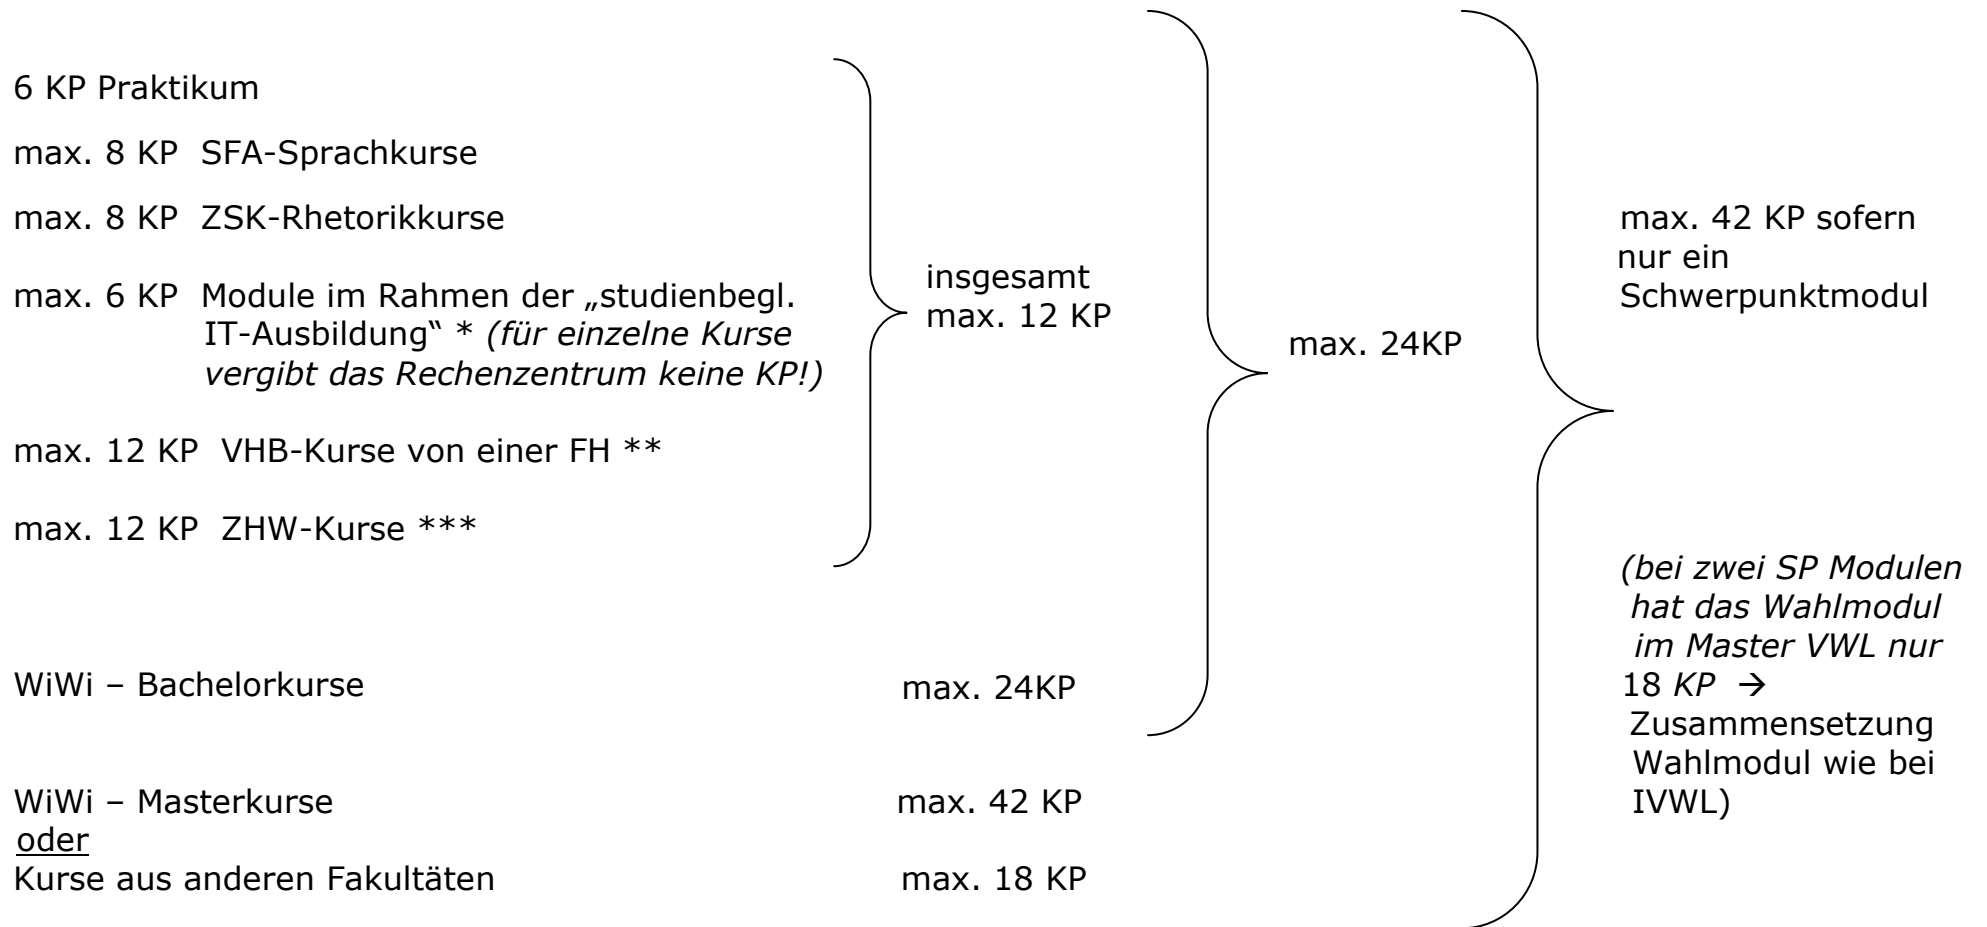 6 KP Praktikum
max. 8 KP SFA-Sprachkurse
max. 8 KP ZSK-Rhetorikkurse
max. 6 KP Module im Rahmen der „studienbegl.
IT-Ausbildung“ * (für einzelne Kurse
vergibt das Rechenzentrum keine KP!)
max. 12 KP VHB-Kurse von einer FH **
max. 12 KP ZHW-Kurse ***
insgesamt
max. 12 KP
WiWi – Bachelorkurse max. 24KP
max. 24KP
WiWi – Masterkurse max. 42 KP
oder
Kurse aus anderen Fakultäten max. 18 KP
max. 42 KP sofern
nur ein
Schwerpunktmodul
(bei zwei SP Modulen
hat das Wahlmodul
im Master VWL nur
18 KP →
Zusammensetzung
Wahlmodul wie bei
IVWL)